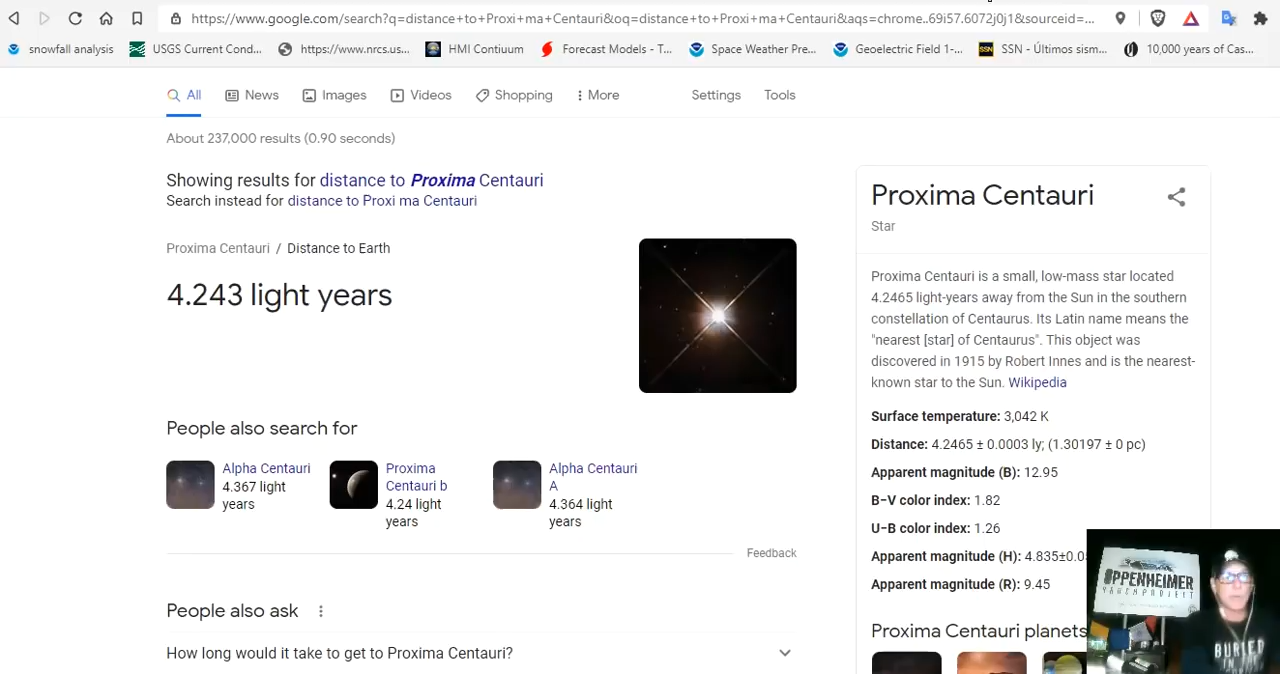 https://www.google.com/search?q=distance+to+Proxi+ma+Centauri&oq=distance+to+Proxi+ma+Centauri&aqs=chrome..69i57.6072j0j1&sourceid=...
snowfall analysis
USGS Current Cond...
https://www.nrcs.us...
HMI Contiuum
Forecast Models - T...
Space Weather Pre...
Geoelectric Field 1-...
SSN - Últimos sism...
10,000 years of Cas...
All
News
Images
Videos
Shopping
More
Settings
Tools
About 237,000 results (0.90 seconds)
Showing results for distance to Proxima Centauri
Search instead for distance to Proxi ma Centauri
Proxima Centauri / Distance to Earth
4.243 light years
People also search for
Alpha Centauri
4.367 light
years
Proxima
Centauri b
4.24 light
years
Alpha Centauri
A
4.364 light
years
Feedback
People also ask
How long would it take to get to Proxima Centauri?
Proxima Centauri
Star
Proxima Centauri is a small, low-mass star located
4.2465 light-years away from the Sun in the southern
constellation of Centaurus. Its Latin name means the
"nearest [star] of Centaurus". This object was
discovered in 1915 by Robert Innes and is the nearest-
known star to the Sun. Wikipedia
Surface temperature: 3,042 K
Distance: 4.2465 ± 0.0003 ly; (1.30197 ± 0 pc)
Apparent magnitude (B): 12.95
B−V color index: 1.82
U−B color index: 1.26
Apparent magnitude (H): 4.835±0.0
Apparent magnitude (R): 9.45
Proxima Centauri planets
OPPENHEIMER
RANCH PROJECT
BURIED